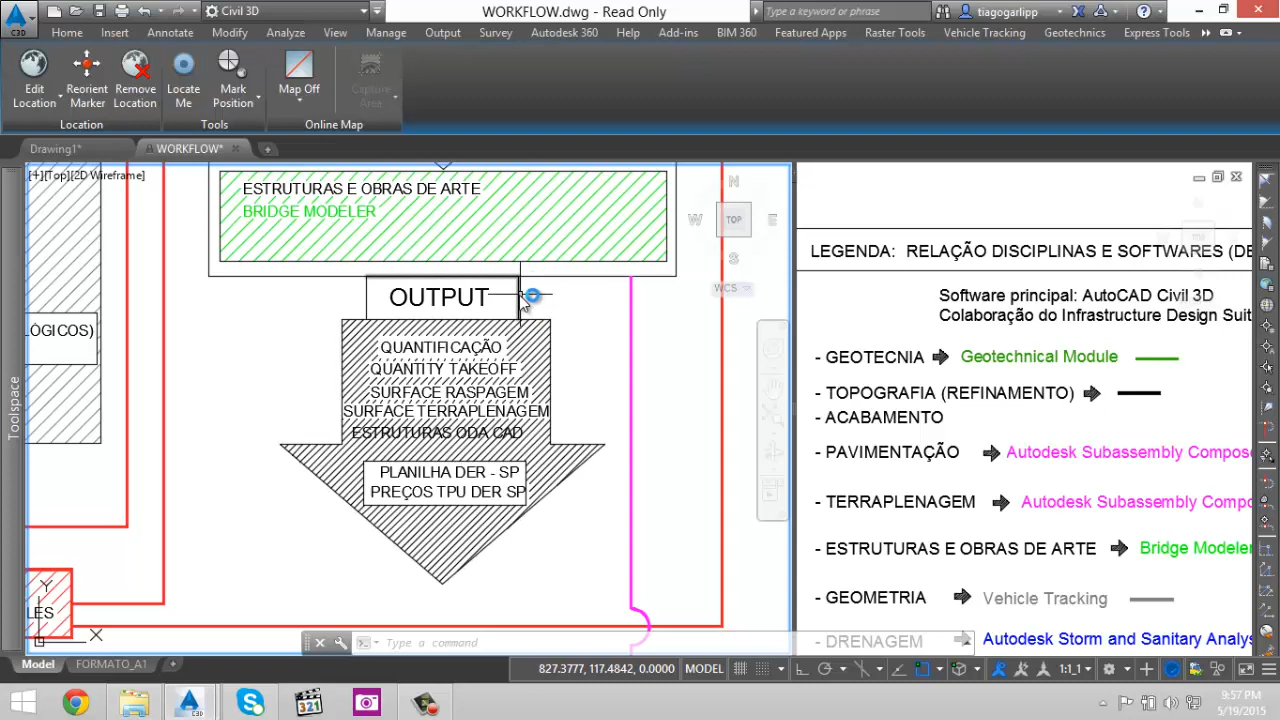 C3D
Civil 3D
WORKFLOW.dwg - Read Only
Type a keyword or phrase
tiagogarlipp
Home
Insert
Annotate
Modify
Analyze
View
Manage
Output
Survey
Autodesk 360
Help
Add-ins
BIM 360
Featured Apps
Raster Tools
Vehicle Tracking
Geotechnics
Express Tools
Edit Location
Reorient Marker
Remove Location
Locate Me
Mark Position
Map Off
Capture Area
Location
Tools
Online Map
Drawing1*
WORKFLOW*
[+][Top][2D Wireframe]
ESTRUTURAS E OBRAS DE ARTE
BRIDGE MODELER
N
W
TOP
E
S
WCS
OUTPUT
LÓGICOS)
QUANTIFICAÇÃO
QUANTITY TAKEOFF
SURFACE RASPAGEM
SURFACE TERRAPLENAGEM
ESTRUTURAS ODA CAD
PLANILHA DER - SP
PREÇOS TPU DER SP
Toolspace
Y
LES
X
LEGENDA: RELAÇÃO DISCIPLINAS E SOFTWARES (DE
Software principal: AutoCAD Civil 3D
Colaboração do Infrastructure Design Suit
- GEOTECNIA Geotechnical Module
- TOPOGRAFIA (REFINAMENTO)
- ACABAMENTO
- PAVIMENTAÇÃO Autodesk Subassembly Compose
- TERRAPLENAGEM Autodesk Subassembly Compo
- ESTRUTURAS E OBRAS DE ARTE Bridge Modeler
- GEOMETRIA Vehicle Tracking
- DRENAGEM Autodesk Storm and Sanitary Analys
Type a command
Model
FORMATO_A1
827.3777, 117.4842, 0.0000
MODEL
1:1
321
C3D
9:57 PM
5/19/2015